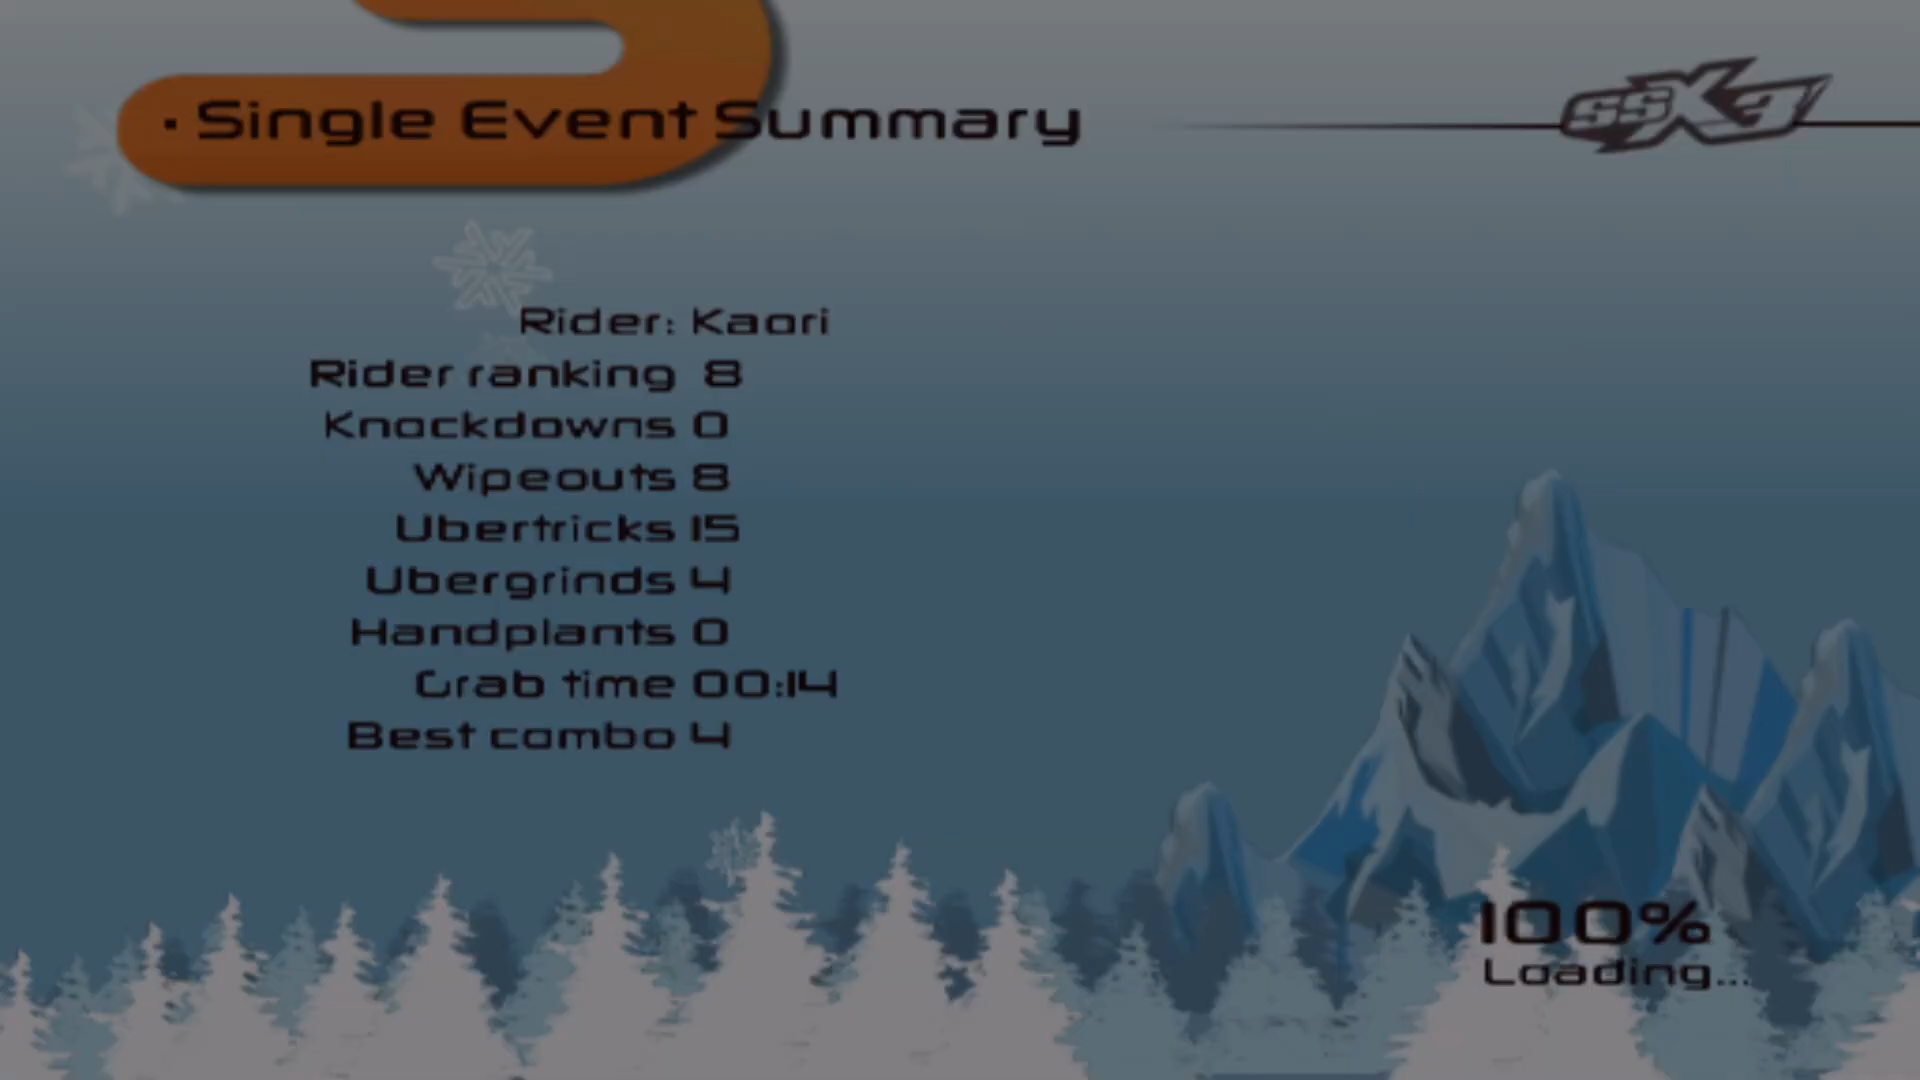 · Single Event Summary
SSX3
Rider: Kaori
Rider ranking 8
Knockdowns 0
Wipeouts 8
Ubertricks 15
Ubergrinds 4
Handplants 0
Grab time 00:14
Best combo 4
100%
Loading...